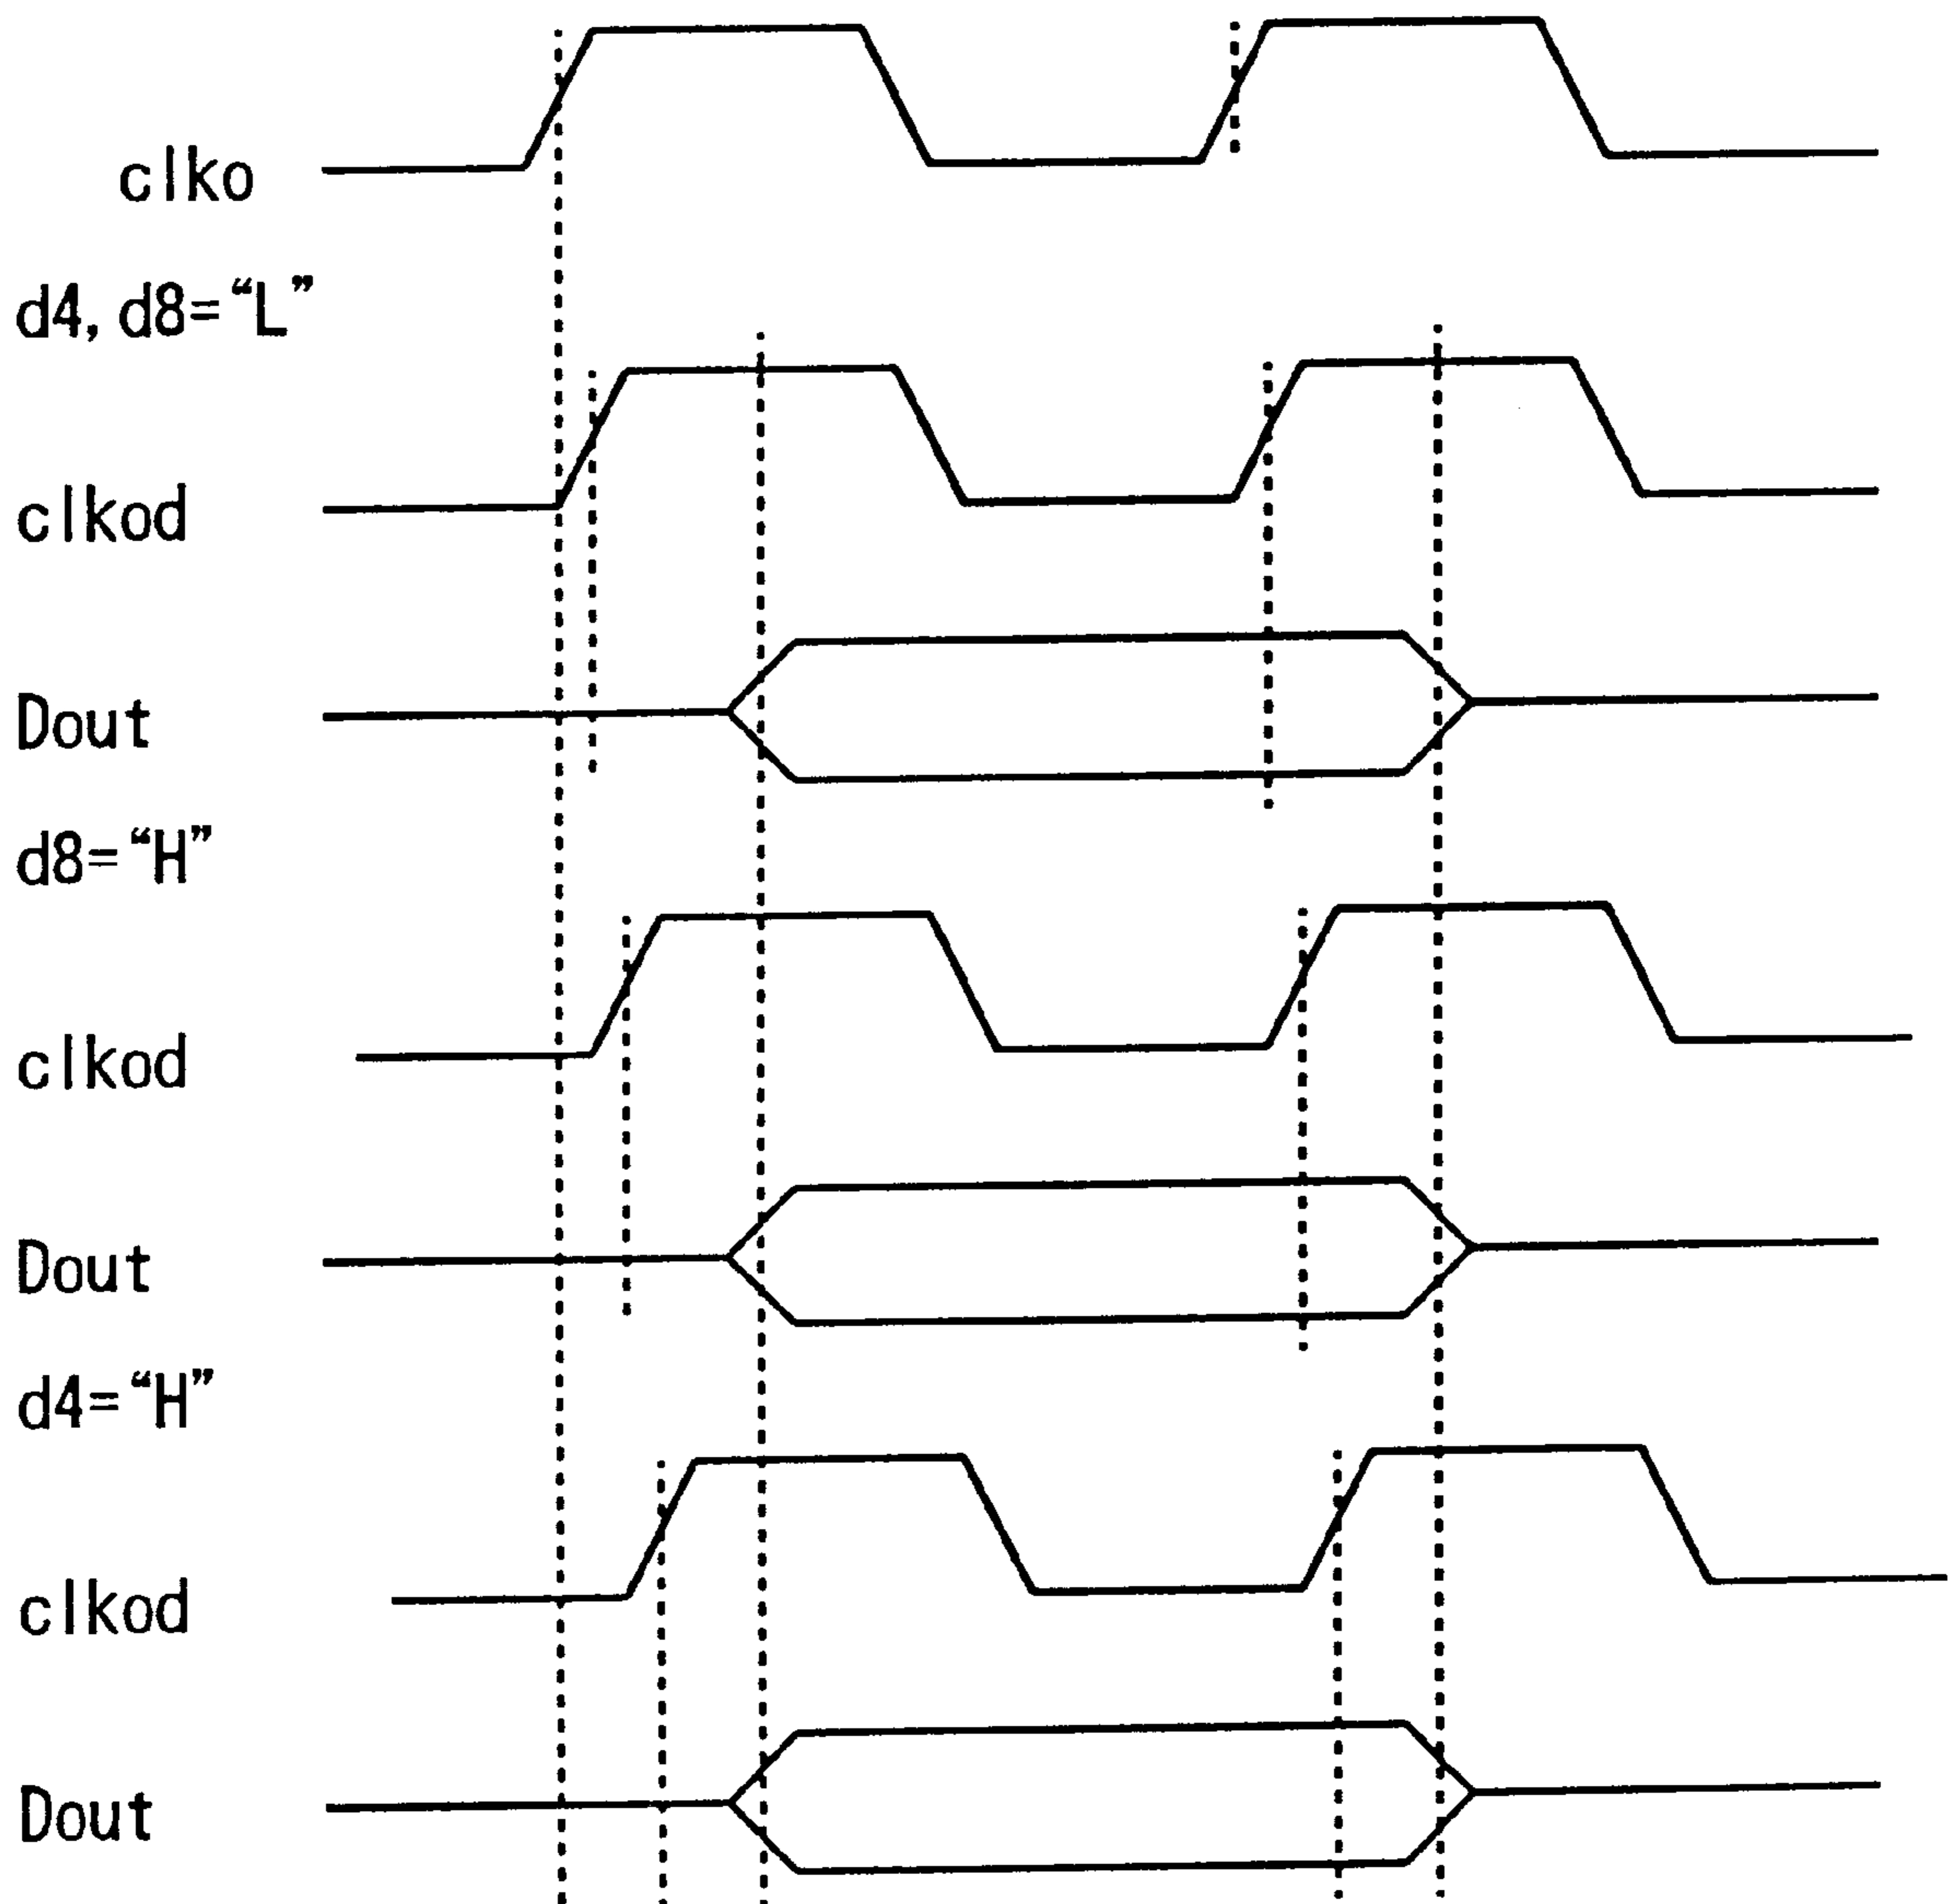 clko
d4, d8=“L”
clkod
Dout
d8=“H”
clkod
Dout
d4=“H”
clkod
Dout